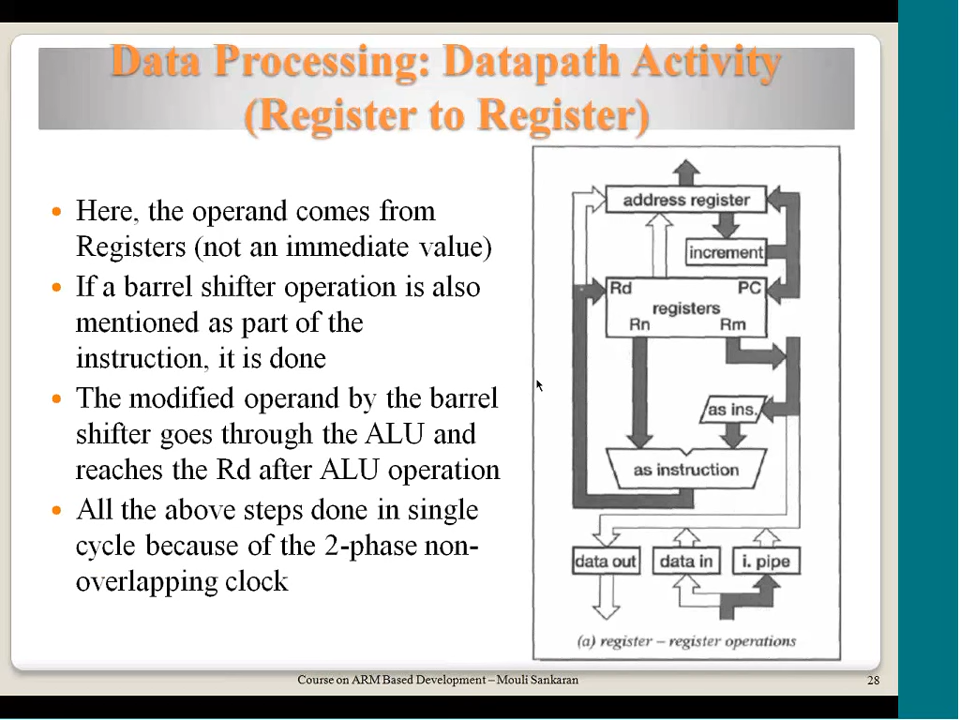 Data Processing: Datapath Activity
(Register to Register)
• Here, the operand comes from
Registers (not an immediate value)
• If a barrel shifter operation is also
mentioned as part of the
instruction, it is done
• The modified operand by the barrel
shifter goes through the ALU and
reaches the Rd after ALU operation
• All the above steps done in single
cycle because of the 2-phase non-
overlapping clock
address register
increment
Rd PC
registers
Rn Rm
as ins.
as instruction
data out data in i. pipe
(a) register – register operations
Course on ARM Based Development – Mouli Sankaran 28